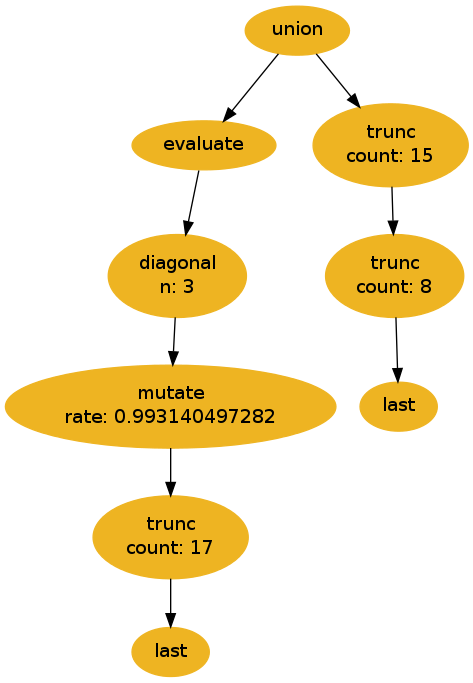 union
evaluate
trunc
count: 15
diagonal
n: 3
trunc
count: 8
mutate
rate: 0.993140497282
last
trunc
count: 17
last